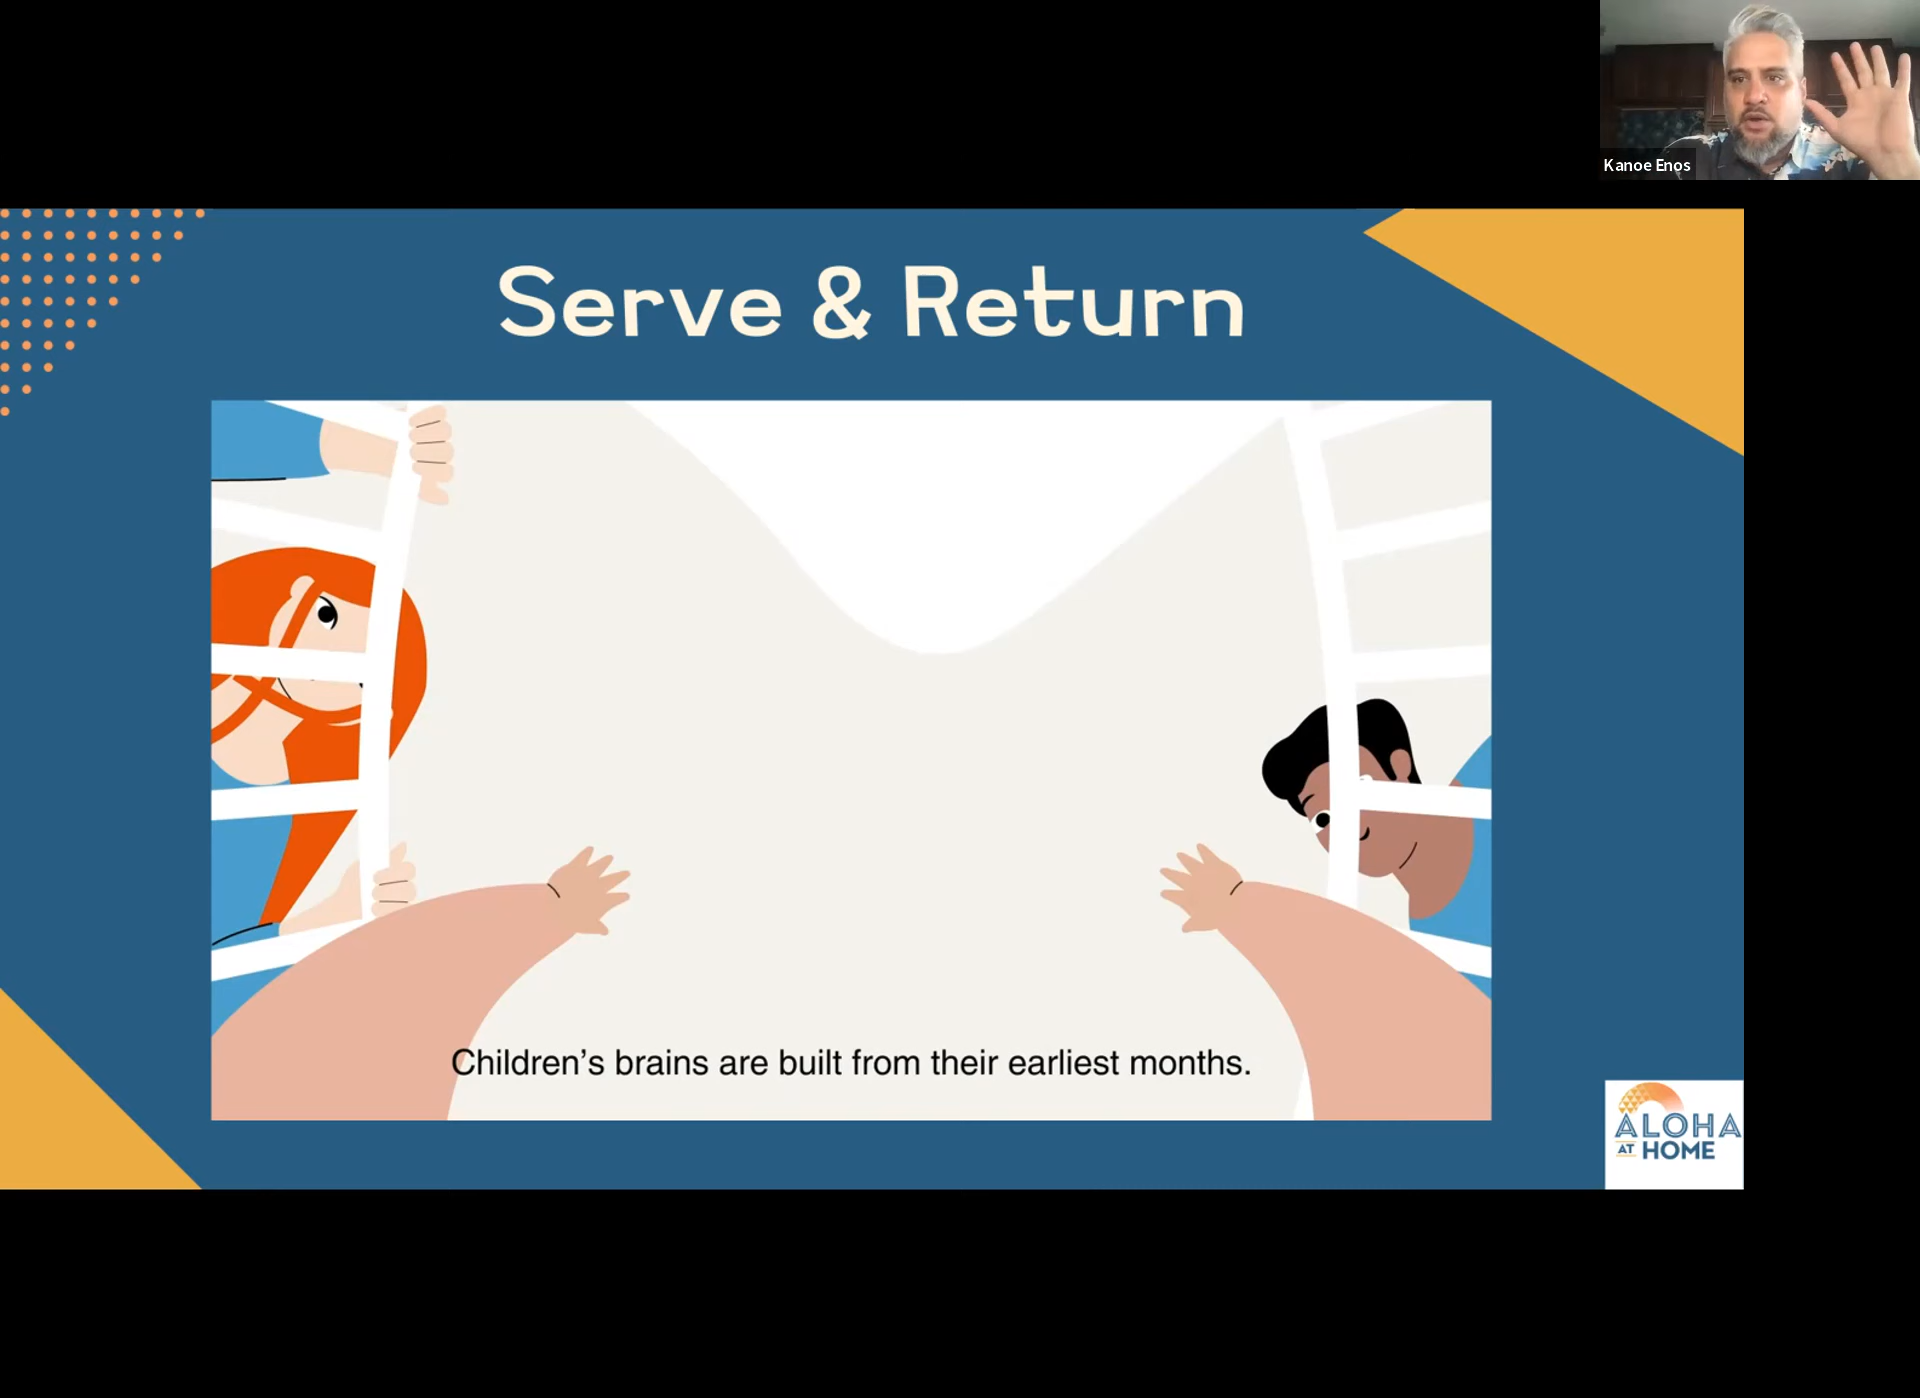 Kanoe Enos
Serve & Return
Children's brains are built from their earliest months.
ALOHA
AT HOME